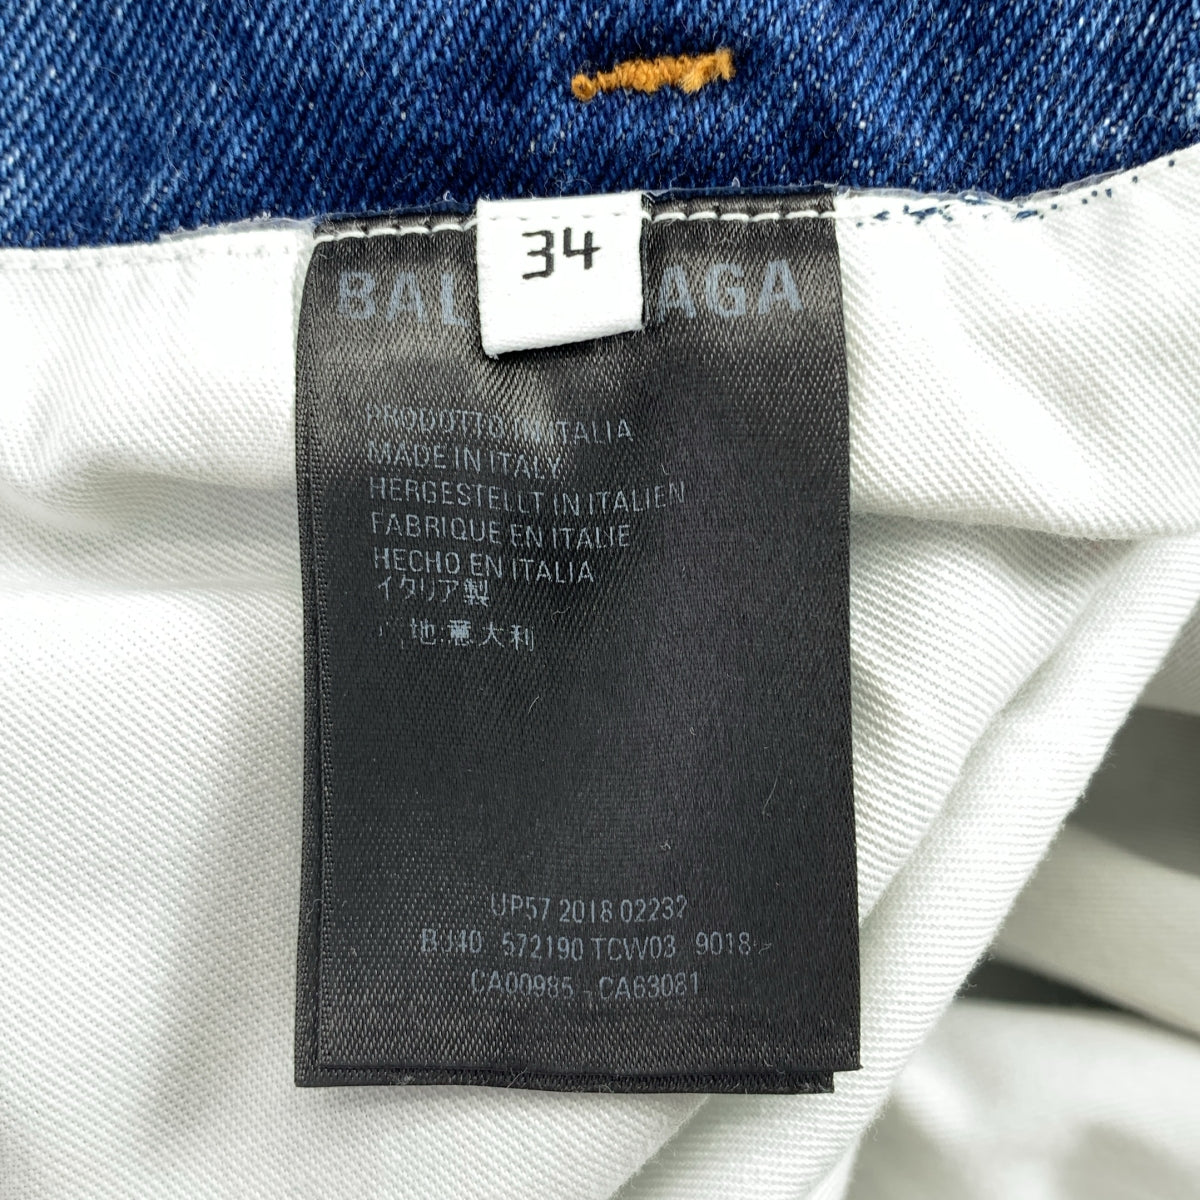 34
BAL AGA
PRODOTTO IN ITALIA
MADE IN ITALY
HERGESTELLT IN ITALIEN
FABRIQUE EN ITALIE
HECHO EN ITALIA
イタリア製
地:意大利
UP57 2018 02232
BJ40 572190 TCW03 9018
CA00985 - CA63081